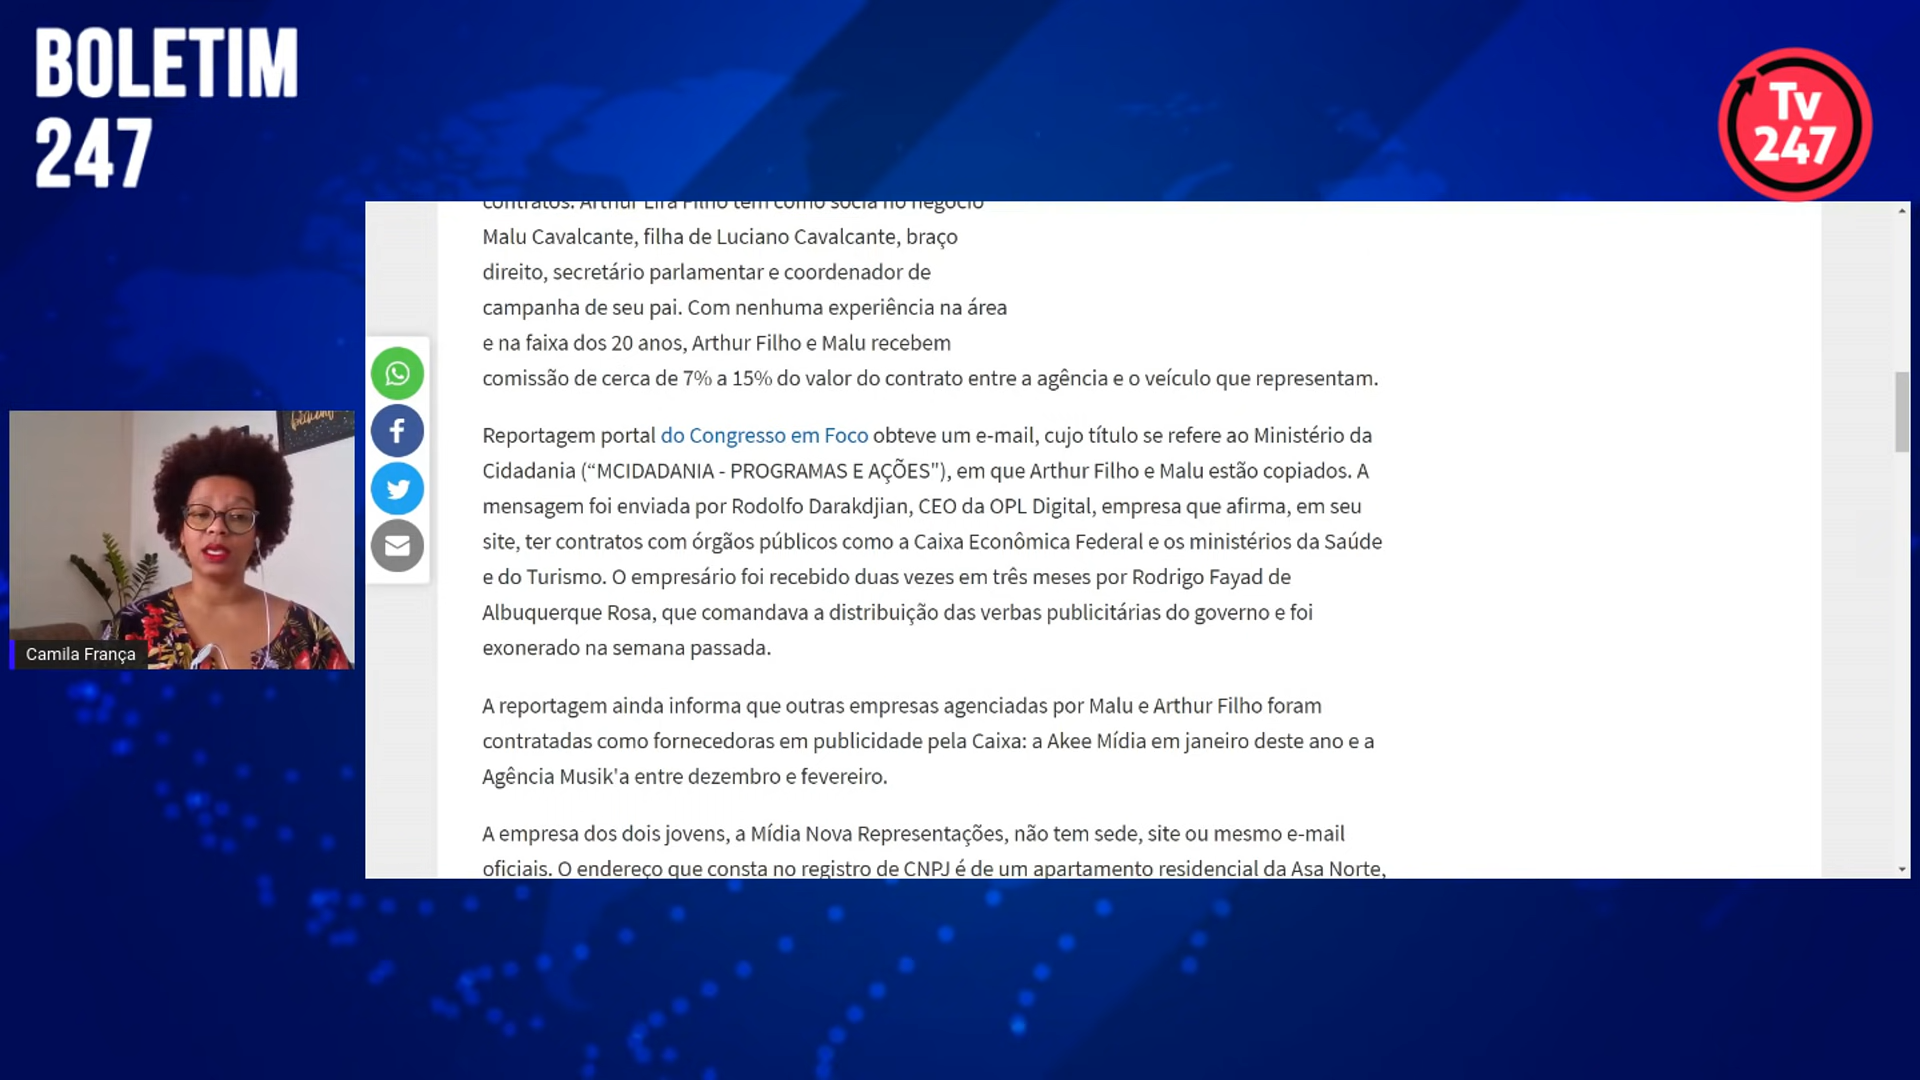 BOLETIM
247
Tv
247
contratos. Arthur Lira Filho tem como sócia no negócio
Malu Cavalcante, filha de Luciano Cavalcante, braço
direito, secretário parlamentar e coordenador de
campanha de seu pai. Com nenhuma experiência na área
e na faixa dos 20 anos, Arthur Filho e Malu recebem
comissão de cerca de 7% a 15% do valor do contrato entre a agência e o veículo que representam.
Reportagem portal do Congresso em Foco obteve um e-mail, cujo título se refere ao Ministério da
Cidadania (“MCIDADANIA - PROGRAMAS E AÇÕES"), em que Arthur Filho e Malu estão copiados. A
mensagem foi enviada por Rodolfo Darakdjian, CEO da OPL Digital, empresa que afirma, em seu
site, ter contratos com órgãos públicos como a Caixa Econômica Federal e os ministérios da Saúde
e do Turismo. O empresário foi recebido duas vezes em três meses por Rodrigo Fayad de
Albuquerque Rosa, que comandava a distribuição das verbas publicitárias do governo e foi
exonerado na semana passada.
A reportagem ainda informa que outras empresas agenciadas por Malu e Arthur Filho foram
contratadas como fornecedoras em publicidade pela Caixa: a Akee Mídia em janeiro deste ano e a
Agência Musik'a entre dezembro e fevereiro.
A empresa dos dois jovens, a Mídia Nova Representações, não tem sede, site ou mesmo e-mail
oficiais. O endereço que consta no registro de CNPJ é de um apartamento residencial da Asa Norte,
Camila França